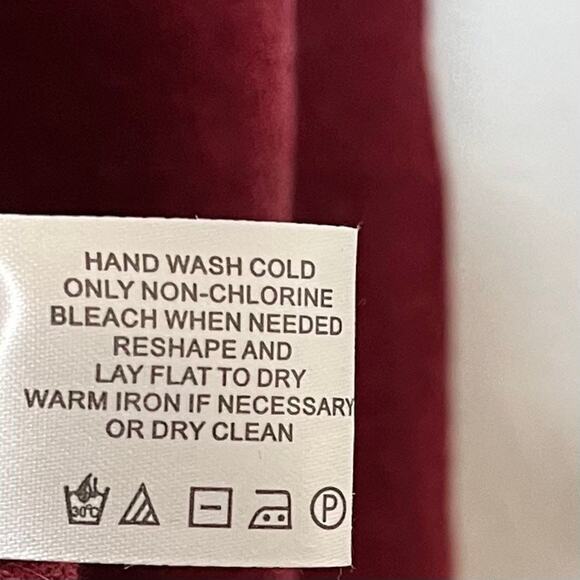 HAND WASH COLD
ONLY NON-CHLORINE
BLEACH WHEN NEEDED
RESHAPE AND
LAY FLAT TO DRY
WARM IRON IF NECESSARY
OR DRY CLEAN
30°C P